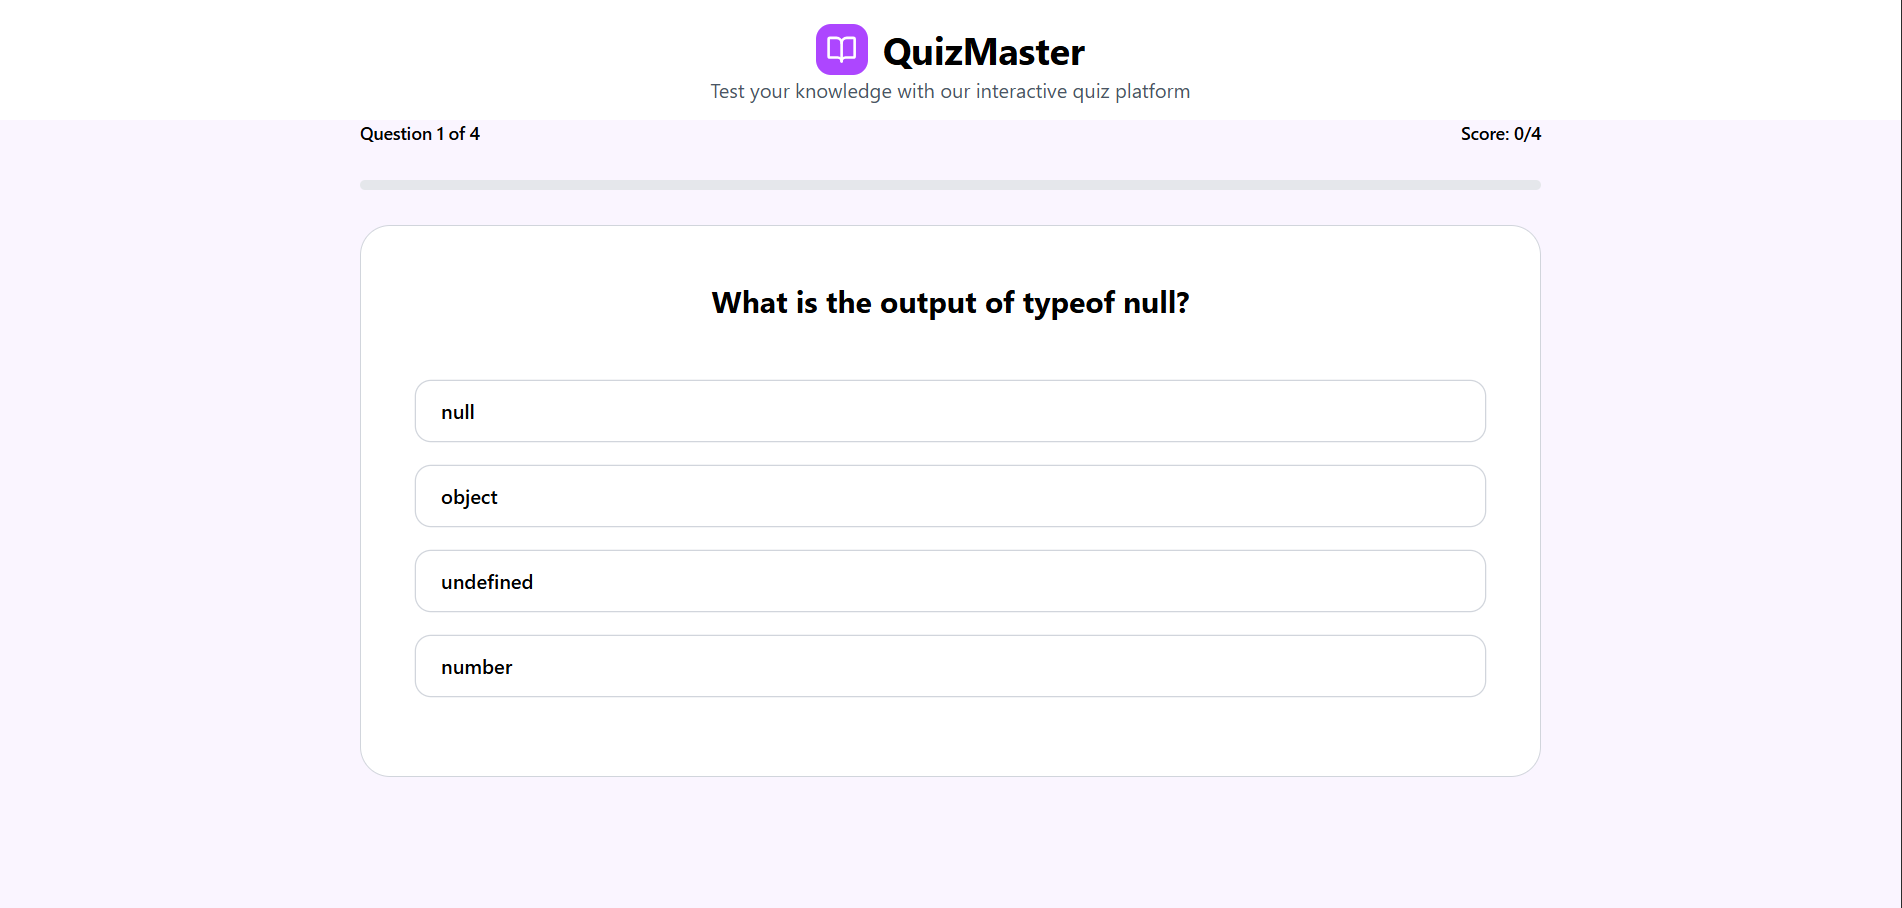 QuizMaster
Test your knowledge with our interactive quiz platform
Question 1 of 4
Score: 0/4
What is the output of typeof null?
null
object
undefined
number